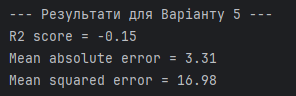 --- Результати для Варіанту 5 ---
R2 score = -0.15
Mean absolute error = 3.31
Mean squared error = 16.98